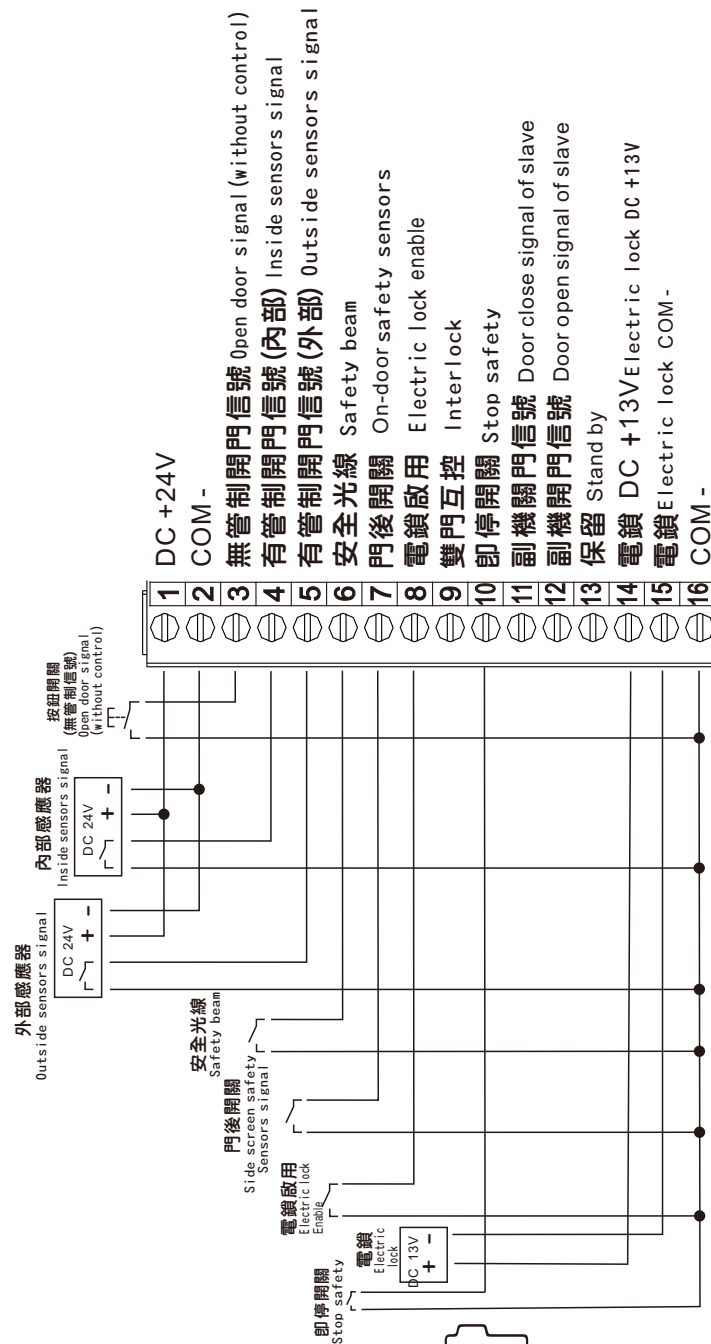 1 DC +24V
2 COM -
3 無管制開門信號 Open door signal(without control)
4 有管制開門信號(內部) Inside sensors signal
5 有管制開門信號(外部) Outside sensors signal
6 安全光線 Safety beam
7 門後開關 On-door safety sensors
8 電鎖啟用 Electric lock enable
9 雙門互控 Interlock
10 卽停開關 Stop safety
11 副機關門信號 Door close signal of slave
12 副機開門信號 Door open signal of slave
13 保留 Stand by
14 電鎖 DC +13V Electric lock DC +13V
15 電鎖 Electric lock COM -
16 COM -
按鈕開關
(無管制信號)
Open door signal
(without control)
內部感應器
Inside sensors signal
DC 24V
+ -
外部感應器
Outside sensors signal
DC 24V
+ -
安全光線
Safety beam
門後開關
Side screen safety
Sensors signal
電鎖啟用
Electric lock
Enable
電鎖
Electric
lock
DC 13V
+ -
卽停開關
Stop safety